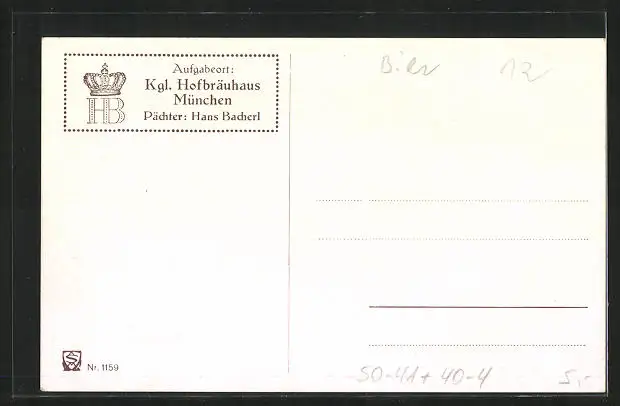 Aufgabeort:
Kgl. Hofbräuhaus
München
Pächter: Hans Bacherl
HB
Bier 12
Nr. 1159
50-41 + 40-4 5,-